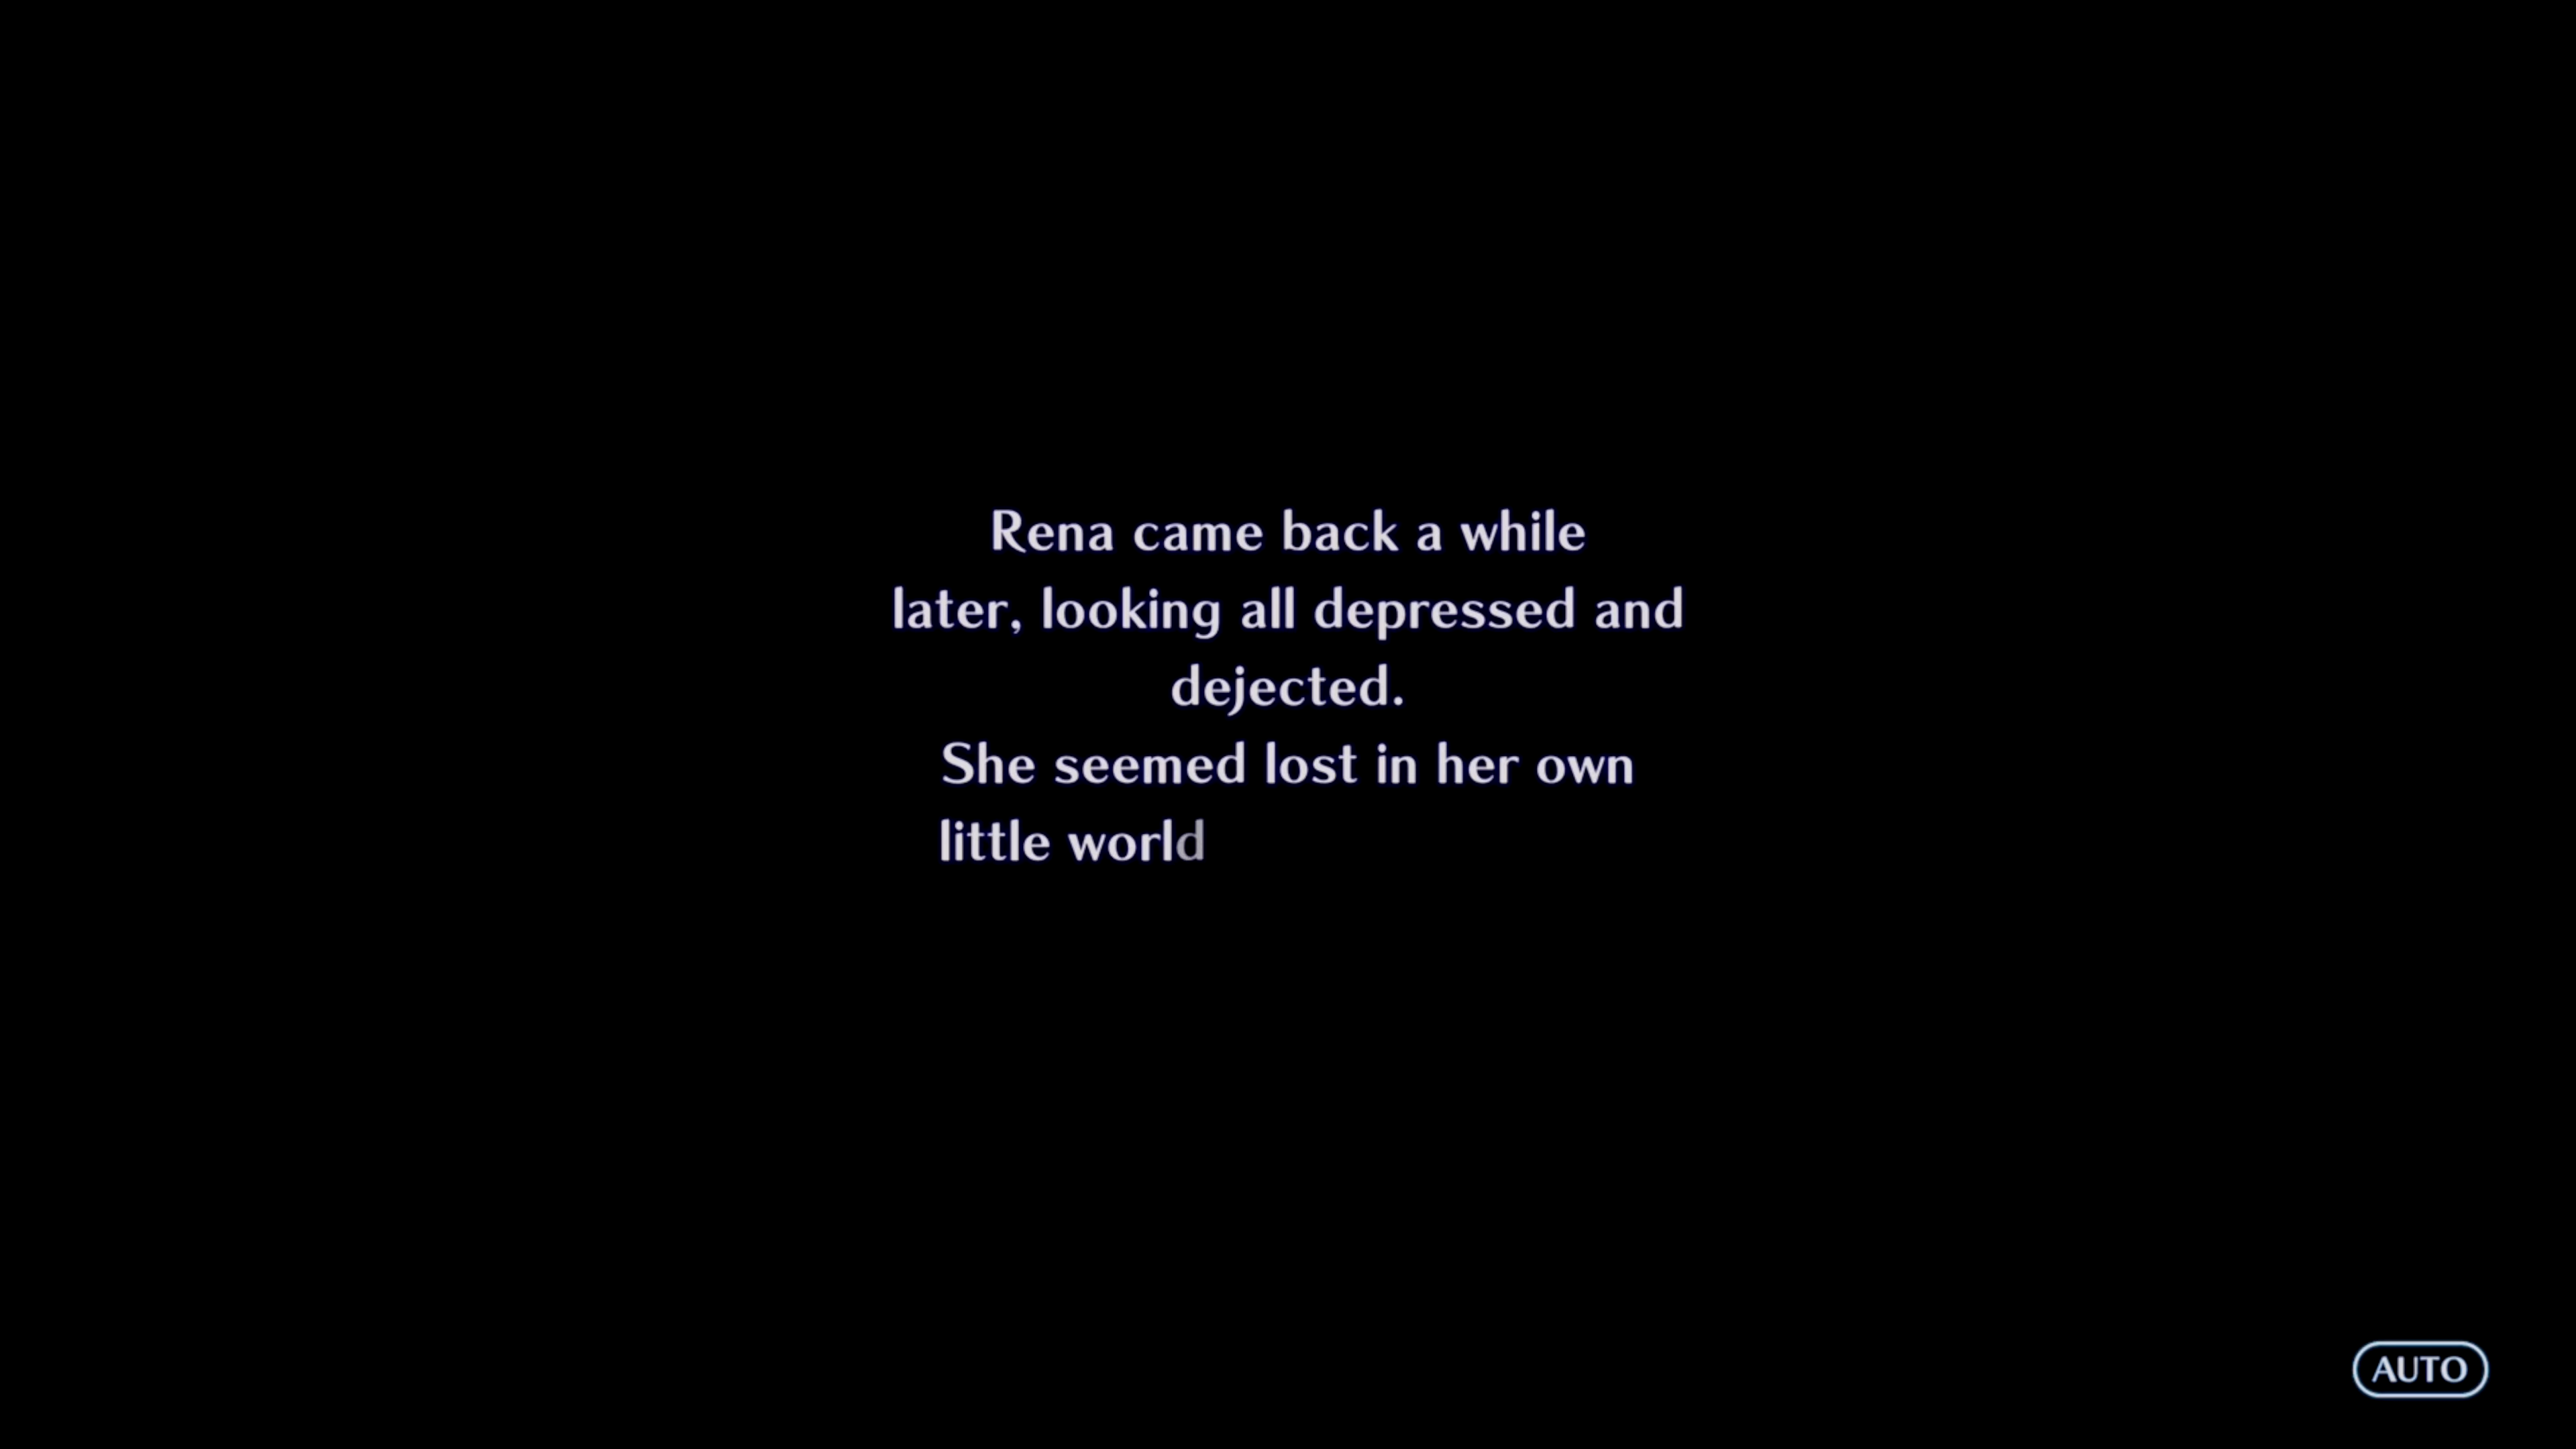 Rena came back a while
later, looking all depressed and
dejected.
She seemed lost in her own
little world
AUTO